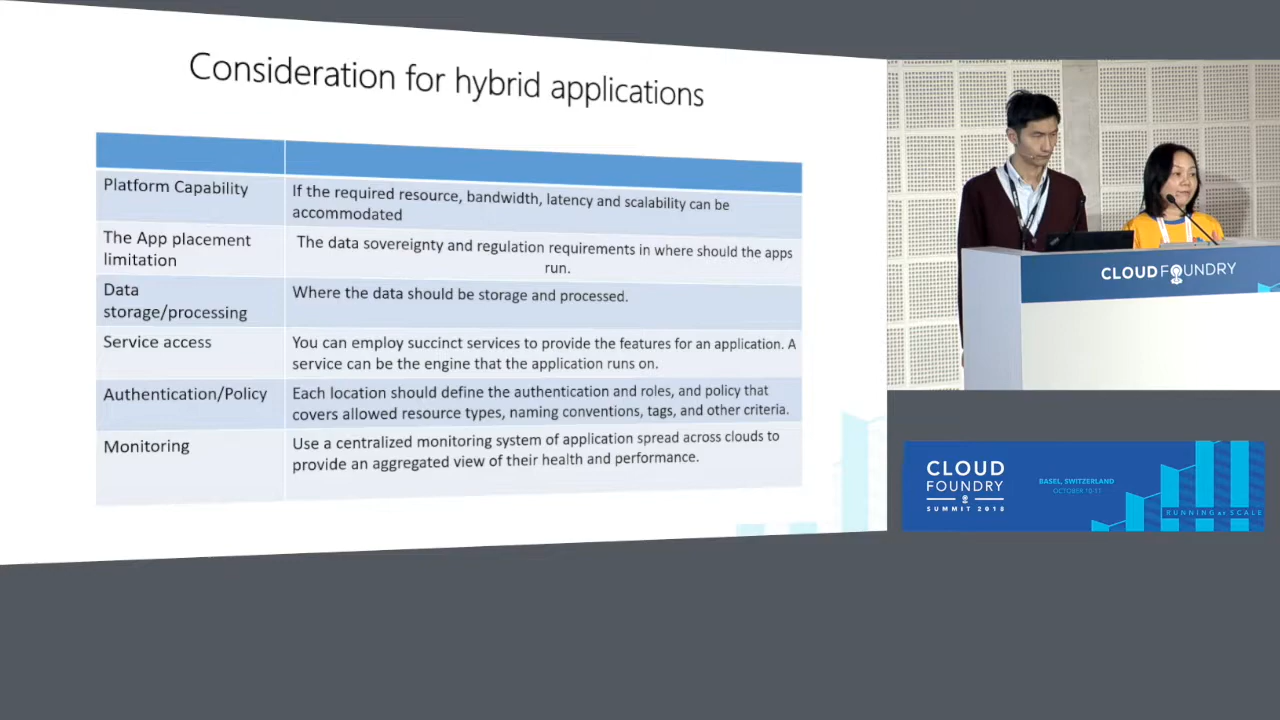 Consideration for hybrid applications
Platform Capability
If the required resource, bandwidth, latency and scalability can be
accommodated
The App placement
limitation
The data sovereignty and regulation requirements in where should the apps
run.
Data
storage/processing
Where the data should be storage and processed.
Service access
You can employ succinct services to provide the features for an application. A
service can be the engine that the application runs on.
Authentication/Policy
Each location should define the authentication and roles, and policy that
covers allowed resource types, naming conventions, tags, and other criteria.
Monitoring
Use a centralized monitoring system of application spread across clouds to
provide an aggregated view of their health and performance.
CLOUD FOUNDRY
CLOUD
FOUNDRY
SUMMIT 2018
BASEL, SWITZERLAND
OCTOBER 10-11
RUNNING at SCALE